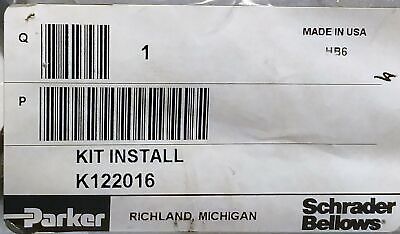 Q
1
MADE IN USA
HB6
P
KIT INSTALL
K122016
Parker
RICHLAND, MICHIGAN
Schrader
Bellows